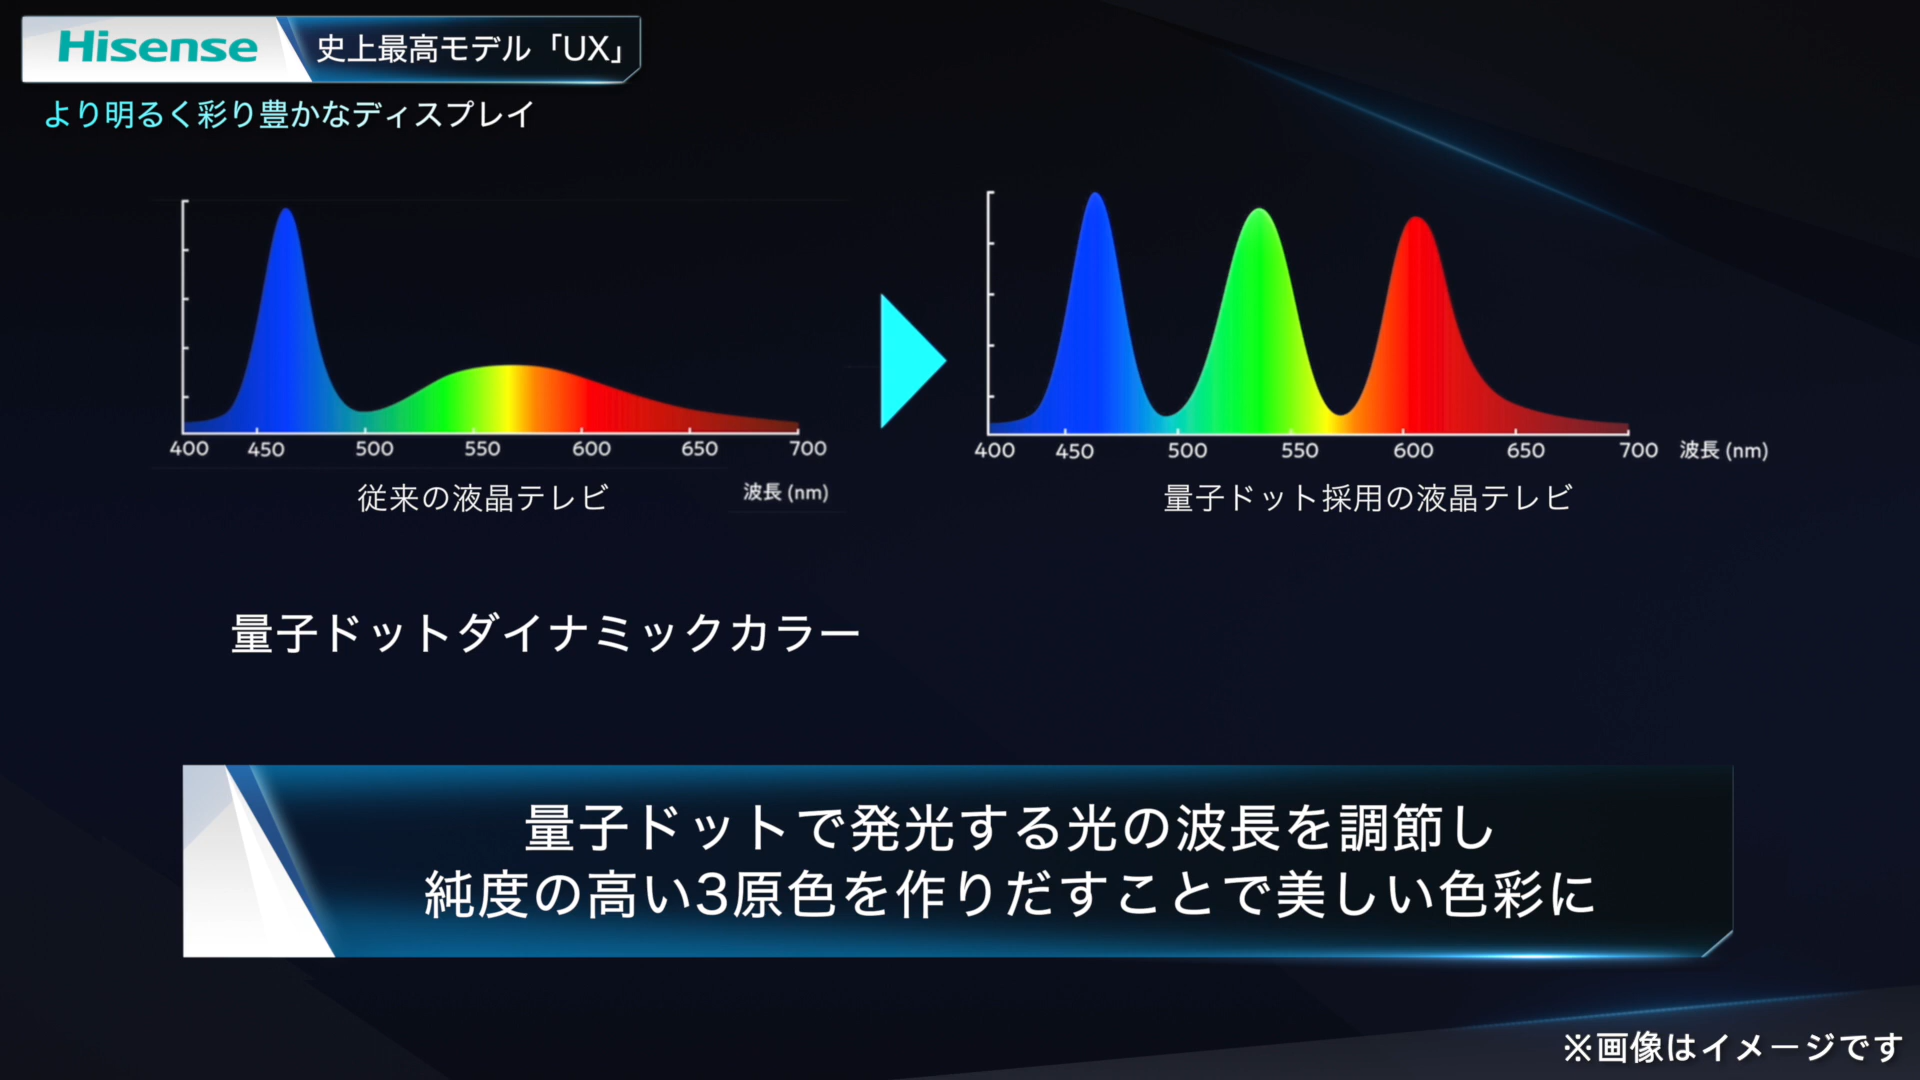 Hisense 史上最高モデル「UX」
より明るく彩り豊かなディスプレイ
400 450 500 550 600 650 700
波長 (nm)
従来の液晶テレビ
400 450 500 550 600 650 700 波長 (nm)
量子ドット採用の液晶テレビ
量子ドットダイナミックカラー
量子ドットで発光する光の波長を調節し
純度の高い3原色を作りだすことで美しい色彩に
※画像はイメージです